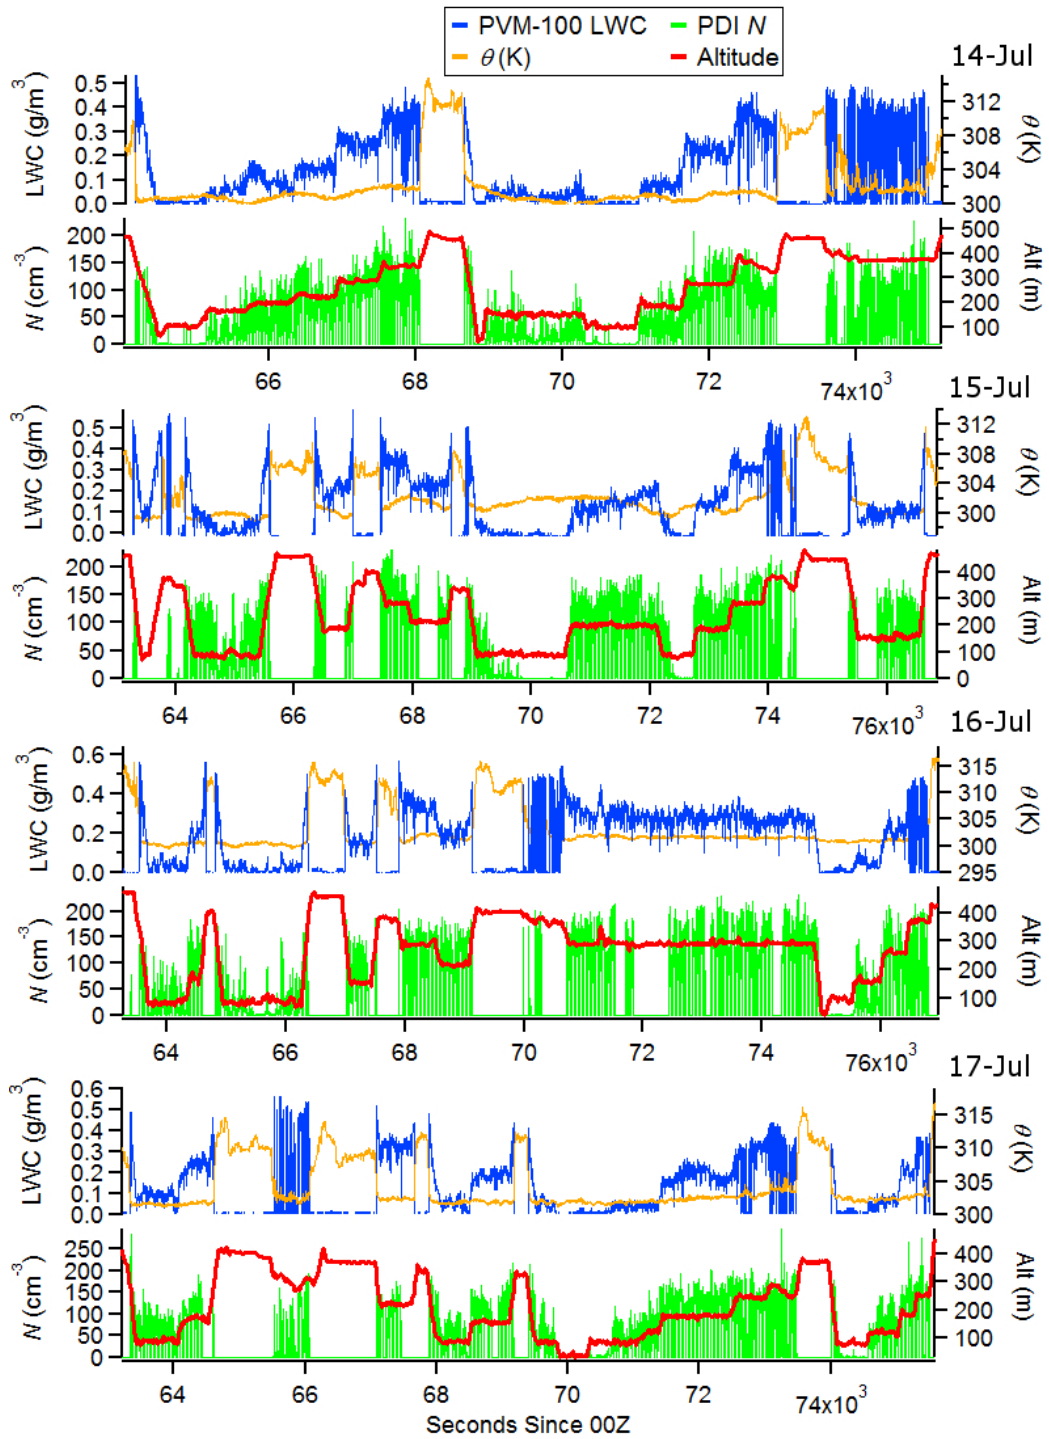 PVM-100 LWC PDI N
θ (K) Altitude
14-Jul
LWC (g/m³)
0.5
0.4
0.3
0.2
0.1
0.0
312
308
304
300
θ (K)
N (cm⁻³)
200
150
100
50
0
500
400
300
200
100
Alt (m)
66 68 70 72 74x10³
15-Jul
LWC (g/m³)
0.5
0.4
0.3
0.2
0.1
0.0
312
308
304
300
θ (K)
N (cm⁻³)
200
150
100
50
0
400
300
200
100
0
Alt (m)
64 66 68 70 72 74 76x10³
16-Jul
LWC (g/m³)
0.6
0.4
0.2
0.0
315
310
305
300
295
θ (K)
N (cm⁻³)
200
150
100
50
0
400
300
200
100
Alt (m)
64 66 68 70 72 74 76x10³
17-Jul
LWC (g/m³)
0.6
0.5
0.4
0.3
0.2
0.1
0.0
315
310
305
300
θ (K)
N (cm⁻³)
250
200
150
100
50
0
400
300
200
100
Alt (m)
64 66 68 70 72 74x10³
Seconds Since 00Z